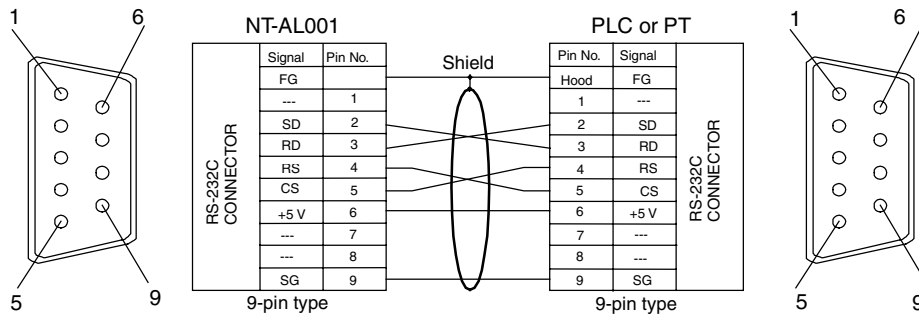 1 6 NT-AL001 PLC or PT 1 6
Signal Pin No. Shield Pin No. Signal
FG Hood FG
--- 1 1 ---
SD 2 2 SD
RD 3 3 RD
RS 4 4 RS
CS 5 5 CS
+5 V 6 6 +5 V
--- 7 7 ---
--- 8 8 ---
SG 9 9 SG
RS-232C
CONNECTOR
RS-232C
CONNECTOR
5 9 9-pin type 9-pin type 5 9